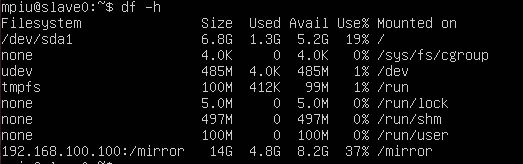 mpiu@slave0:~$ df -h
Filesystem              Size  Used Avail Use% Mounted on
/dev/sda1               6.8G  1.3G  5.2G  19% /
none                    4.0K     0  4.0K   0% /sys/fs/cgroup
udev                    485M  4.0K  485M   1% /dev
tmpfs                   100M  412K   99M   1% /run
none                    5.0M     0  5.0M   0% /run/lock
none                    497M     0  497M   0% /run/shm
none                    100M     0  100M   0% /run/user
192.168.100.100:/mirror   14G  4.8G  8.2G  37% /mirror